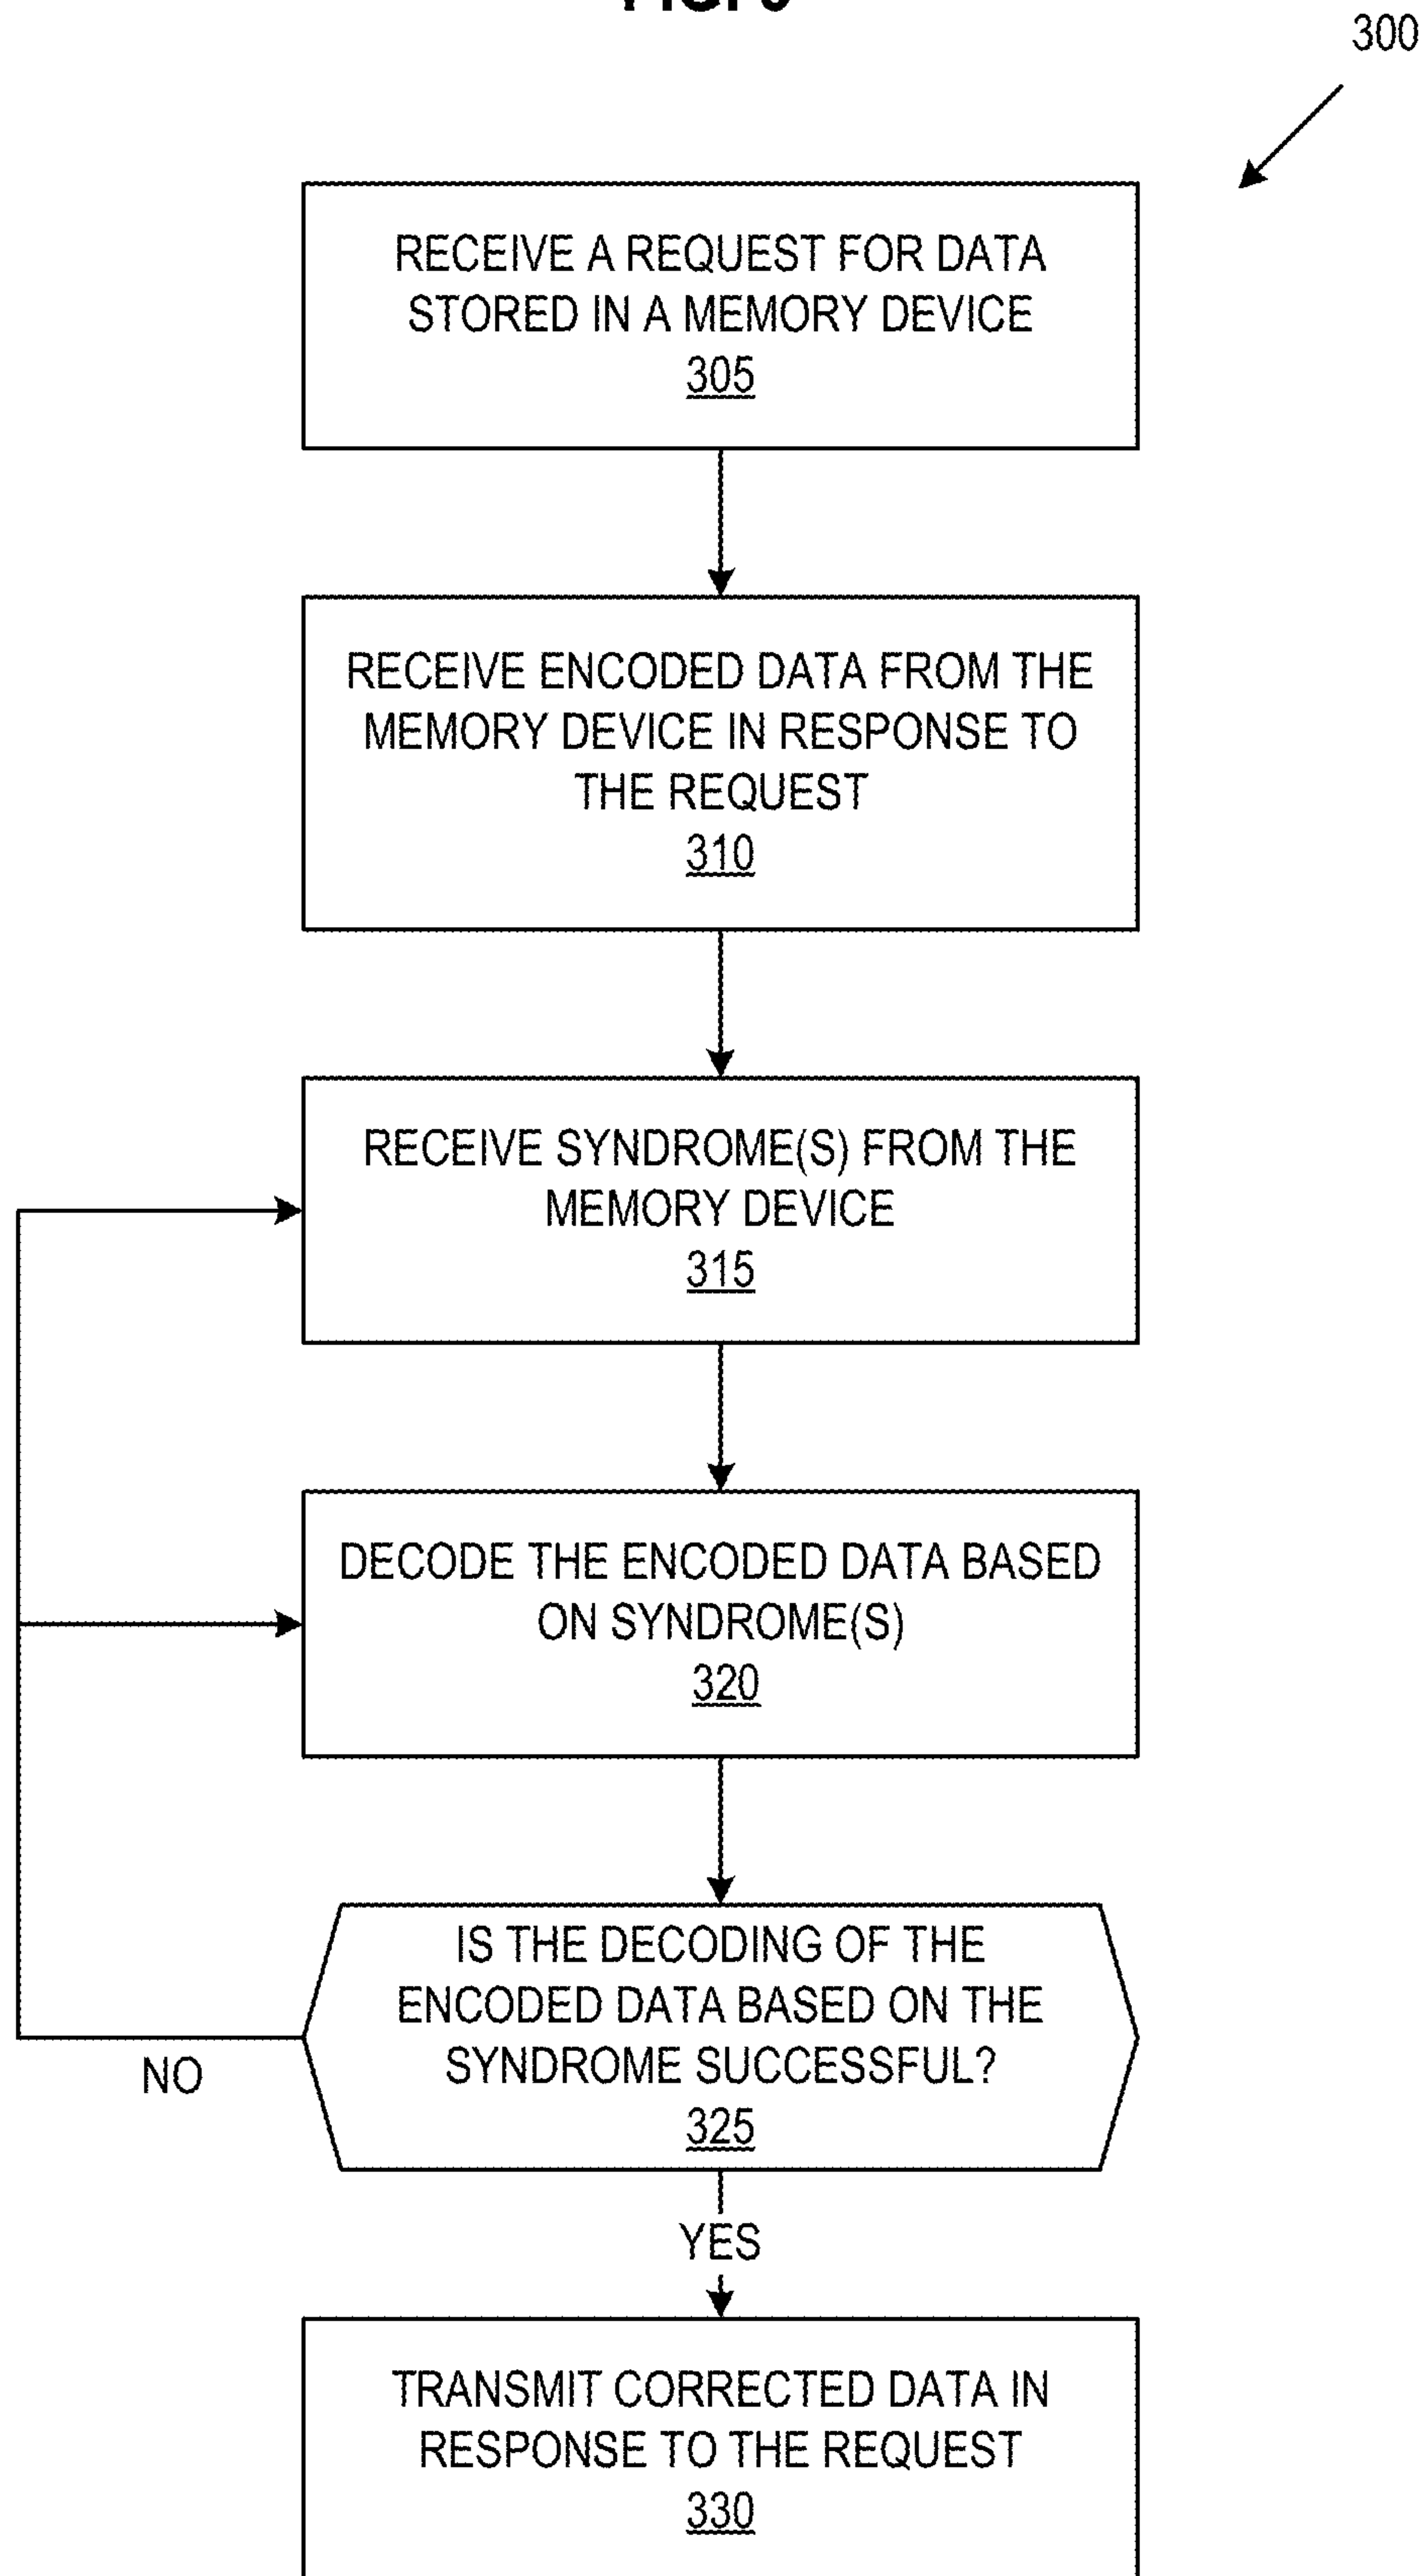 300
RECEIVE A REQUEST FOR DATA
STORED IN A MEMORY DEVICE
305
RECEIVE ENCODED DATA FROM THE
MEMORY DEVICE IN RESPONSE TO
THE REQUEST
310
RECEIVE SYNDROME(S) FROM THE
MEMORY DEVICE
315
DECODE THE ENCODED DATA BASED
ON SYNDROME(S)
320
IS THE DECODING OF THE
ENCODED DATA BASED ON THE
SYNDROME SUCCESSFUL?
325
NO
YES
TRANSMIT CORRECTED DATA IN
RESPONSE TO THE REQUEST
330